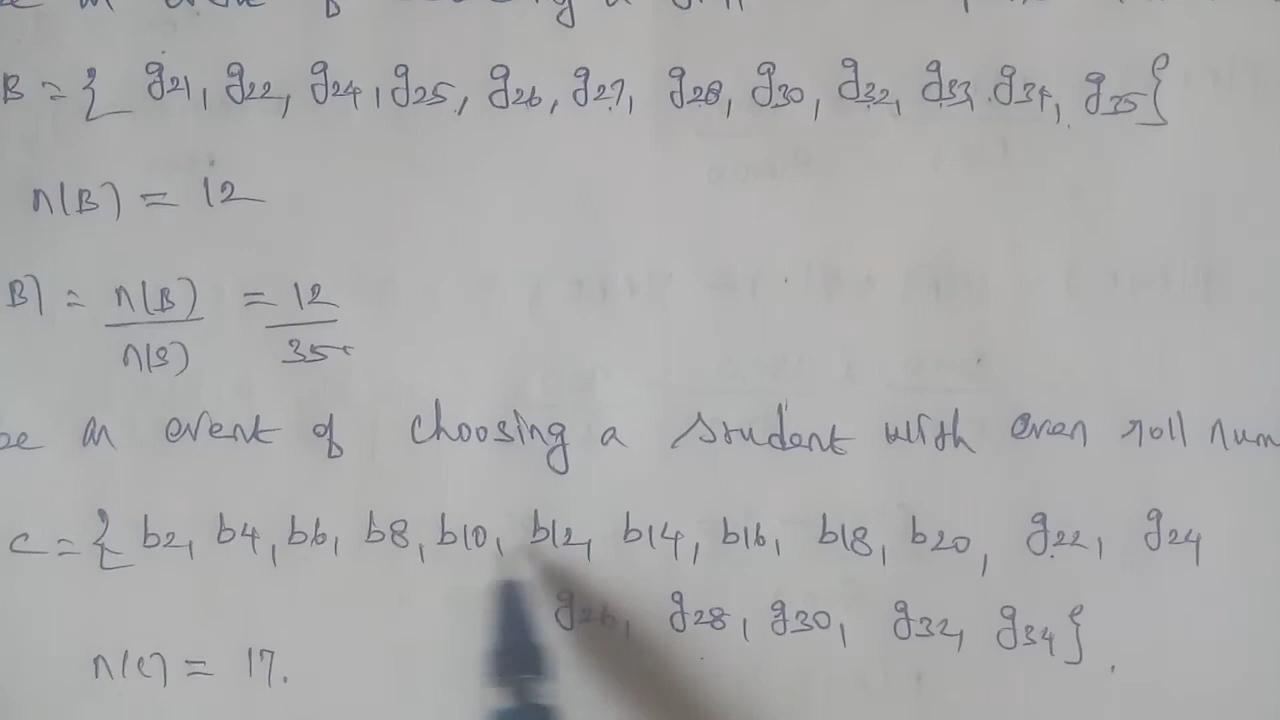 B = { g21, g22, g24, g25, g26, g27, g28, g30, g32, g33, g34, g35}
n(B) = 12
B) = n(B) = 12
n(S) 35
an event of choosing a student with even roll num
C = { b2, b4, b6, b8, b10, b12, b14, b16, b18, b20, g22, g24
g26, g28, g30, g32, g34}.
n(C) = 17.